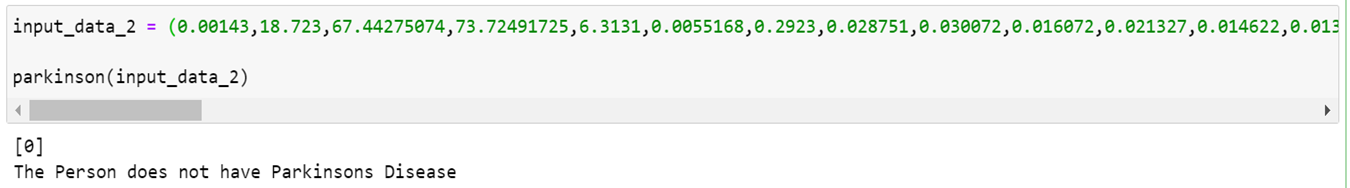 input_data_2 = (0.00143,18.723,67.44275074,73.72491725,6.3131,0.0055168,0.2923,0.028751,0.030072,0.016072,0.021327,0.014622,0.013
parkinson(input_data_2)
[0]
The Person does not have Parkinsons Disease